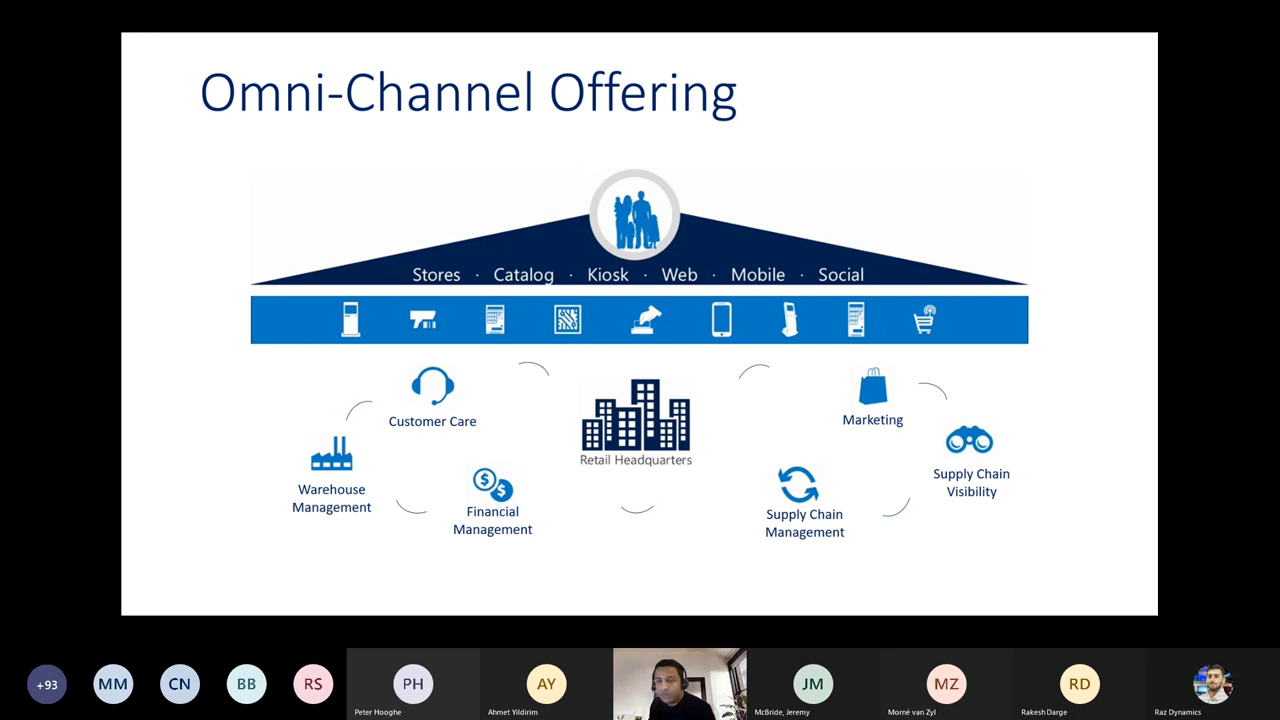 Omni-Channel Offering
Stores · Catalog · Kiosk · Web · Mobile · Social
Customer Care
Marketing
Retail Headquarters
Supply Chain
Visibility
Warehouse
Management
Financial
Management
Supply Chain
Management
+93
MM
CN
BB
RS
PH
AY
JM
MZ
RD
Peter Hooghe
Ahmet Yildirim
McBride, Jeremy
Morné van Zyl
Rakesh Darge
Raz Dynamics